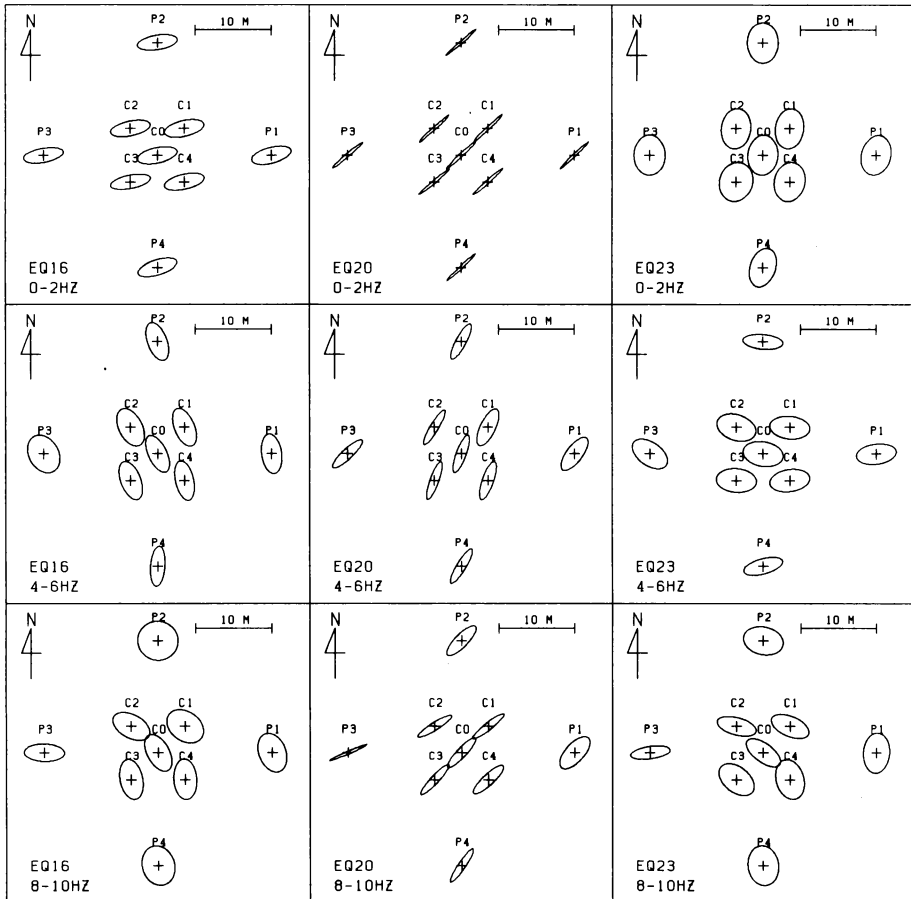 P2
N
10 M
C2 C1
P3 C0 P1
C3 C4
P4
EQ16
0-2HZ
P2
N
10 M
C2 C1
P3 C0 P1
C3 C4
P4
EQ20
0-2HZ
P2
N
10 M
C2 C1
P3 C0 P1
C3 C4
P4
EQ23
0-2HZ
P2
N
10 M
C2 C1
P3 C0 P1
C3 C4
P4
EQ16
4-6HZ
P2
N
10 M
C2 C1
P3 C0 P1
C3 C4
P4
EQ20
4-6HZ
P2
N
10 M
C2 C1
P3 C0 P1
C3 C4
P4
EQ23
4-6HZ
P2
N
10 M
C2 C1
P3 C0 P1
C3 C4
P4
EQ16
8-10HZ
P2
N
10 M
C2 C1
P3 C0 P1
C3 C4
P4
EQ20
8-10HZ
P2
N
10 M
C2 C1
P3 C0 P1
C3 C4
P4
EQ23
8-10HZ